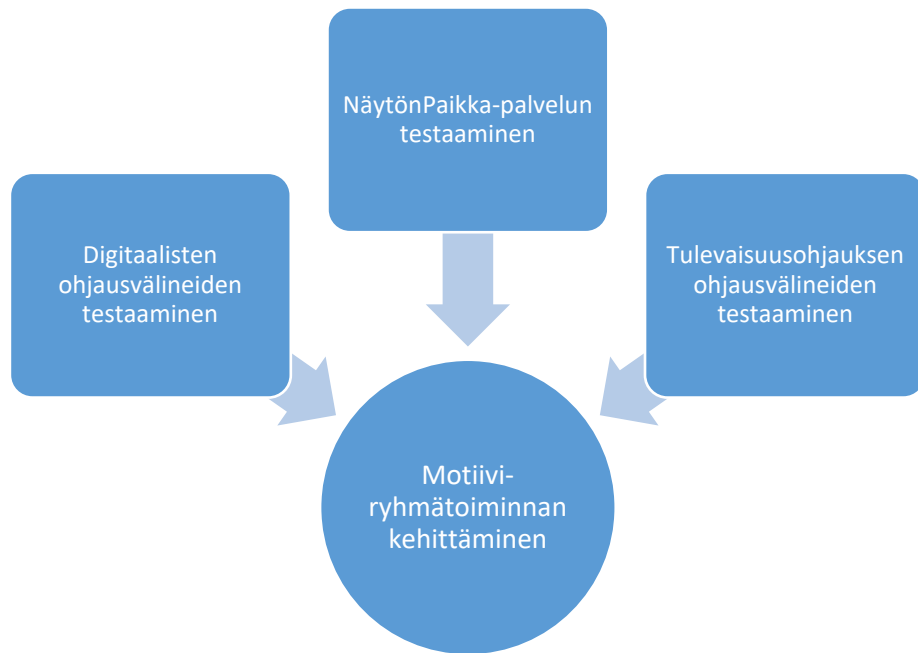 NäytönPaikka-palvelun
testaaminen
Digitaalisten
ohjausvälineiden
testaaminen
Tulevaisuusohjauksen
ohjausvälineiden
testaaminen
Motiivi-
ryhmätoiminnan
kehittäminen